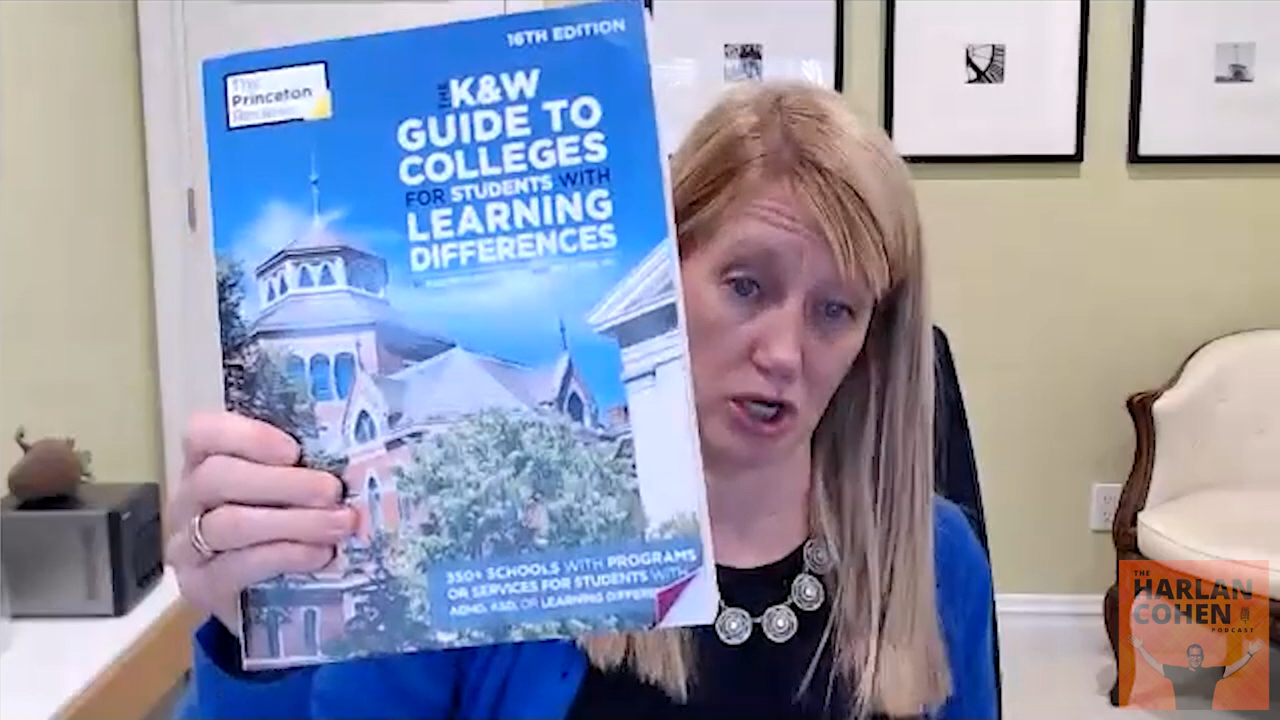 16TH EDITION
The
Princeton
Review
THE
K&W
GUIDE TO
COLLEGES
FOR STUDENTS WITH
LEARNING
DIFFERENCES
350+ SCHOOLS WITH PROGRAMS
OR SERVICES FOR STUDENTS WITH
ADHD, ASD, OR LEARNING
THE
HARLAN
COHEN
PODCAST